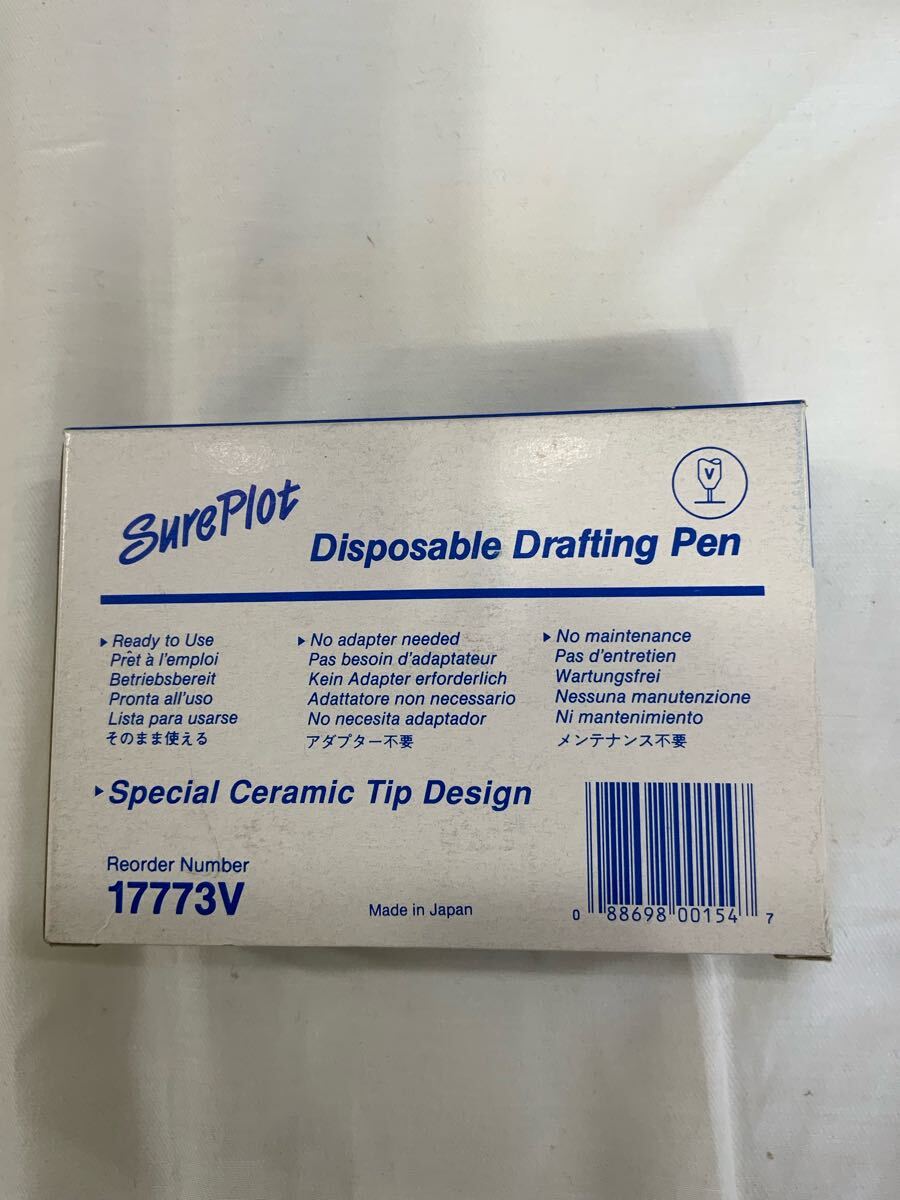 V
SurePlot
Disposable Drafting Pen
Ready to Use
Prêt à l'emploi
Betriebsbereit
Pronta all'uso
Lista para usarse
そのまま使える
No adapter needed
Pas besoin d'adaptateur
Kein Adapter erforderlich
Adattatore non necessario
No necesita adaptador
アダプター不要
No maintenance
Pas d'entretien
Wartungsfrei
Nessuna manutenzione
Ni mantenimiento
メンテナンス不要
Special Ceramic Tip Design
Reorder Number
17773V
Made in Japan
0 88698 00154 7